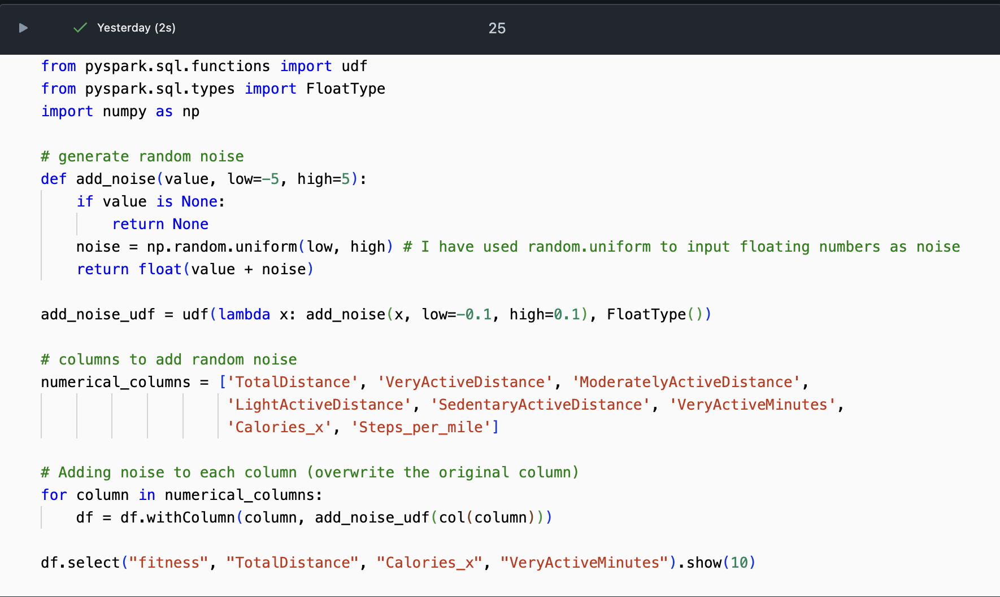 Yesterday (2s)
25
from pyspark.sql.functions import udf
from pyspark.sql.types import FloatType
import numpy as np
# generate random noise
def add_noise(value, low=-5, high=5):
    if value is None:
        return None
    noise = np.random.uniform(low, high) # I have used random.uniform to input floating numbers as noise
    return float(value + noise)
add_noise_udf = udf(lambda x: add_noise(x, low=-0.1, high=0.1), FloatType())
# columns to add random noise
numerical_columns = ['TotalDistance', 'VeryActiveDistance', 'ModeratelyActiveDistance',
                     'LightActiveDistance', 'SedentaryActiveDistance', 'VeryActiveMinutes',
                     'Calories_x', 'Steps_per_mile']
# Adding noise to each column (overwrite the original column)
for column in numerical_columns:
    df = df.withColumn(column, add_noise_udf(col(column)))
df.select("fitness", "TotalDistance", "Calories_x", "VeryActiveMinutes").show(10)